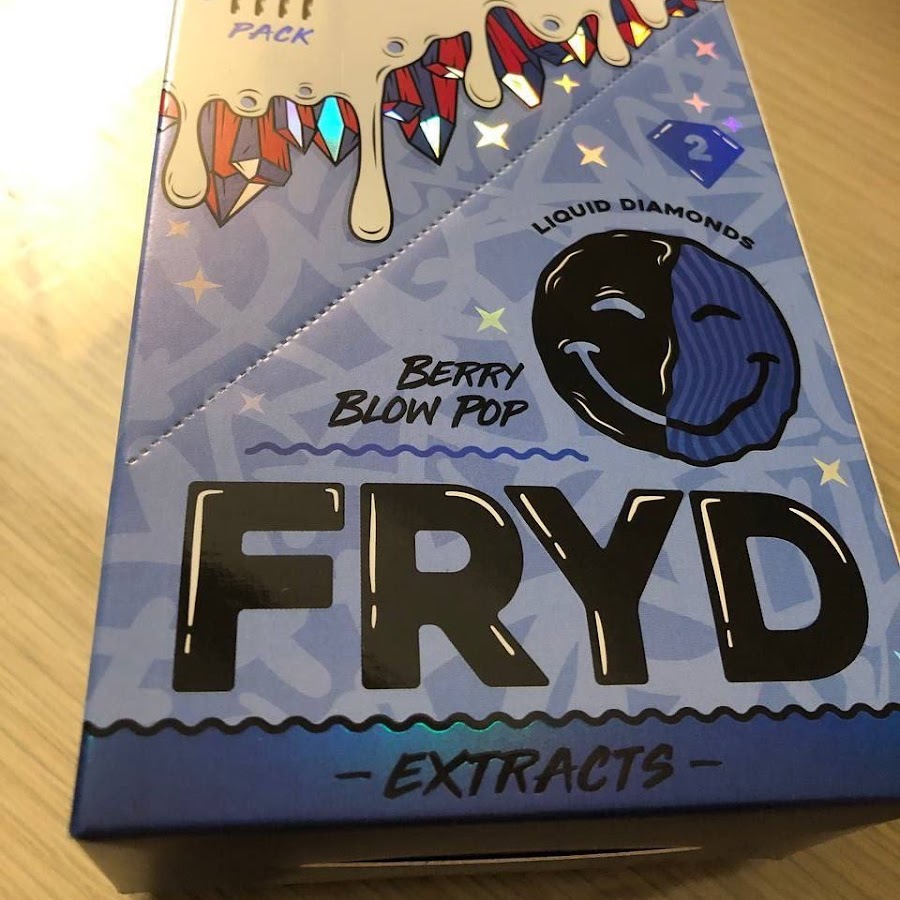 PACK
2
LIQUID DIAMONDS
BERRY
BLOW POP
FRYD
- EXTRACTS -